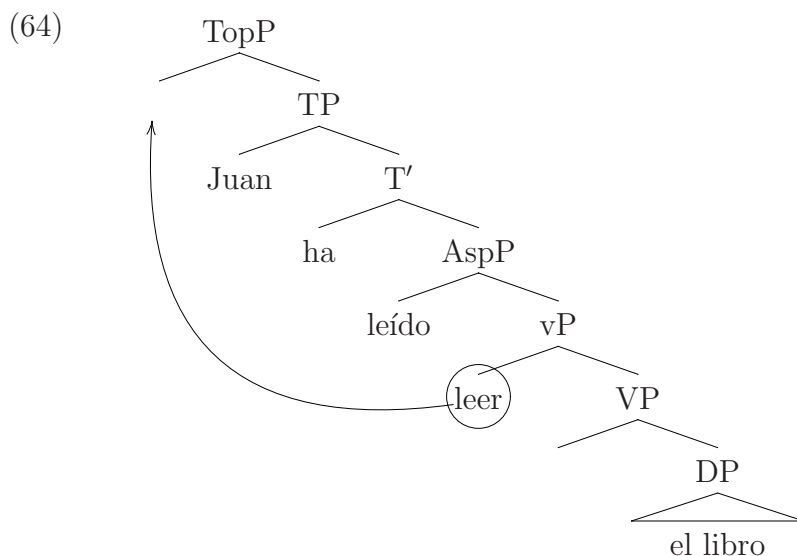 (64)
TopP
TP
Juan T′
ha AspP
leído vP
leer VP
DP
el libro